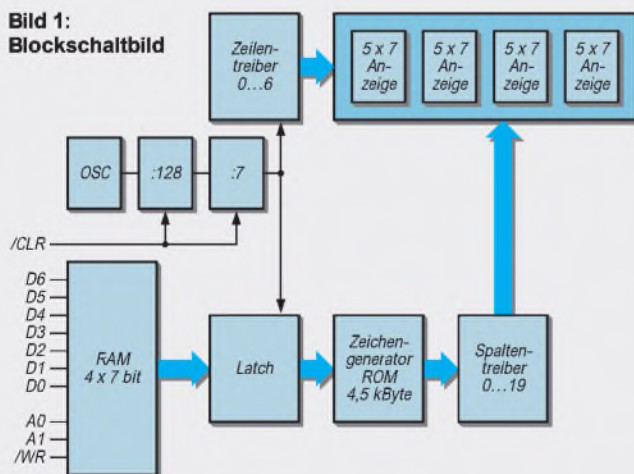 Bild 1:
Blockschaltbild
Zeilen-
treiber
0...6
5 x 7
An-
zeige
5 x 7
An-
zeige
5 x 7
An-
zeige
5 x 7
An-
zeige
OSC
:128
:7
/CLR
D6
D5
D4
D3
D2
D1
D0
A0
A1
/WR
RAM
4 x 7 bit
Latch
Zeichen-
generator
ROM
4,5 kByte
Spalten-
treiber
0...19